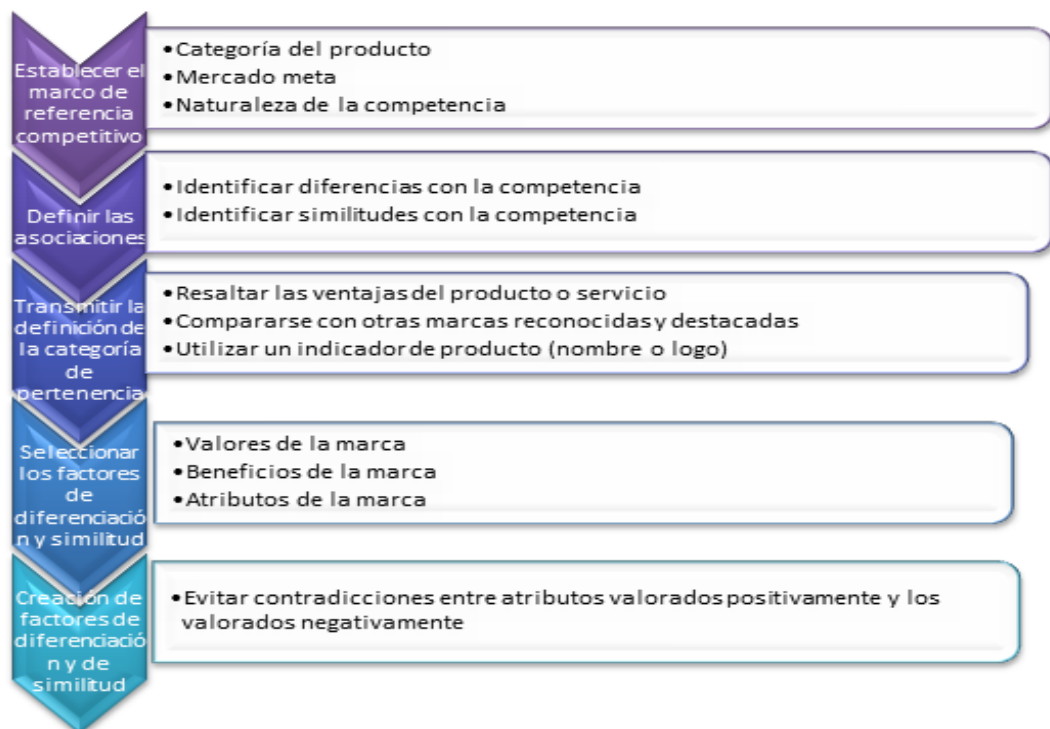 Establecer el
marco de
referencia
competitivo
•Categoría del producto
•Mercado meta
•Naturaleza de la competencia
Definir las
asociaciones
•Identificar diferencias con la competencia
•Identificar similitudes con la competencia
Transmitir la
definición de
la categoría
de
pertenencia
•Resaltar las ventajas del producto o servicio
•Compararse con otras marcas reconocidas y destacadas
•Utilizar un indicador de producto (nombre o logo)
Seleccionar
los factores
de
diferenciació
n y similitud
•Valores de la marca
•Beneficios de la marca
•Atributos de la marca
Creación de
factores de
diferenciació
n y de
similitud
•Evitar contradicciones entre atributos valorados positivamente y los
valorados negativamente